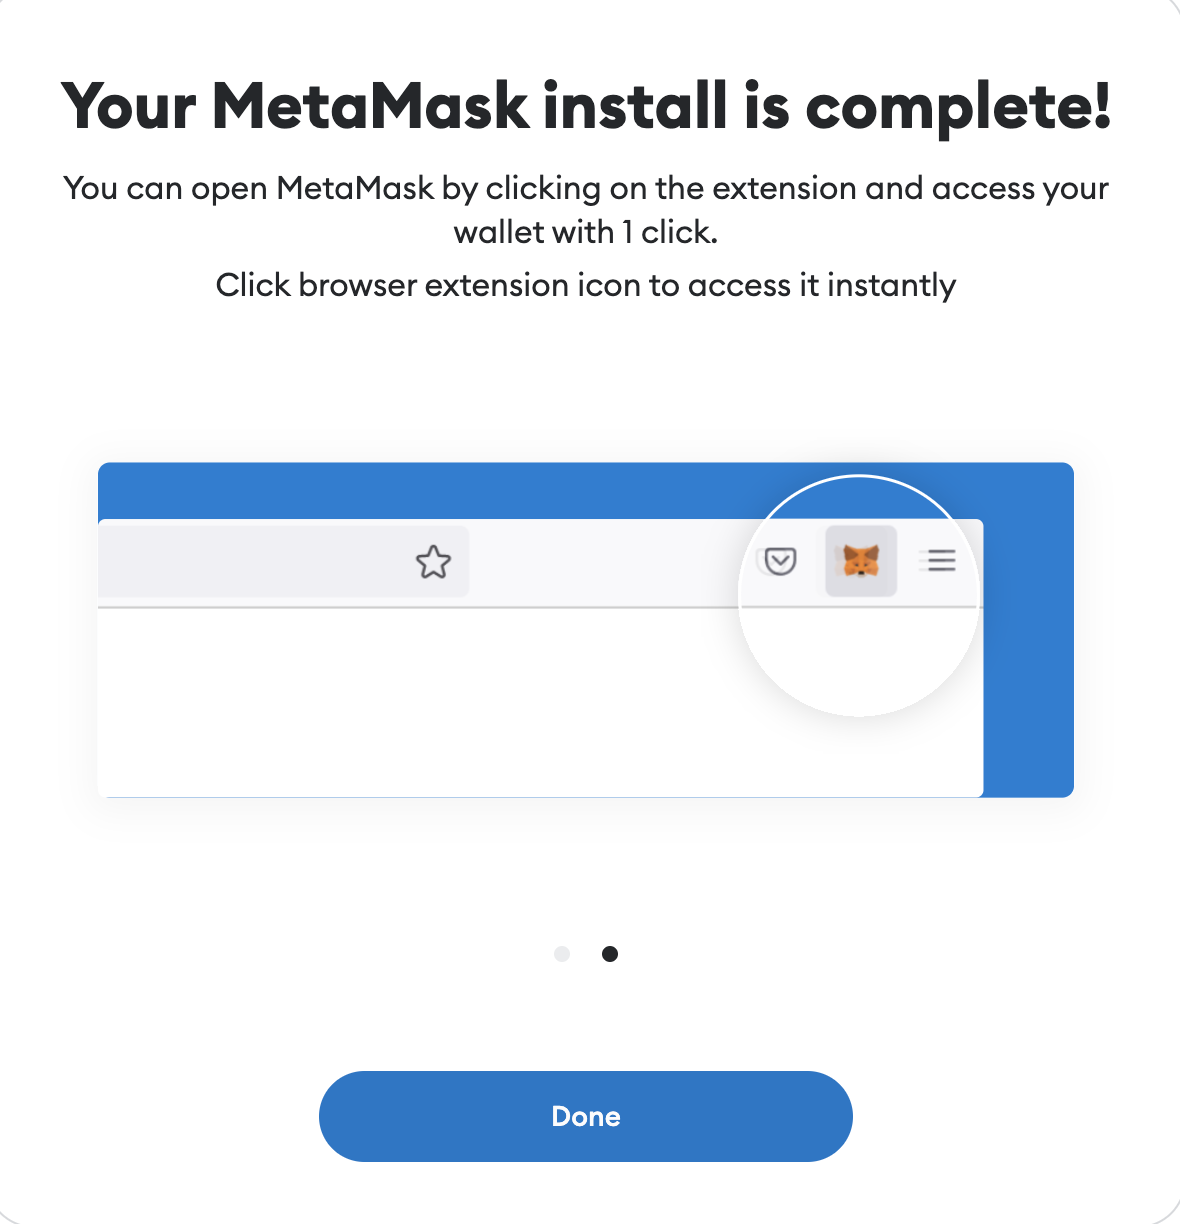 Your MetaMask install is complete!
You can open MetaMask by clicking on the extension and access your
wallet with 1 click.
Click browser extension icon to access it instantly
Done